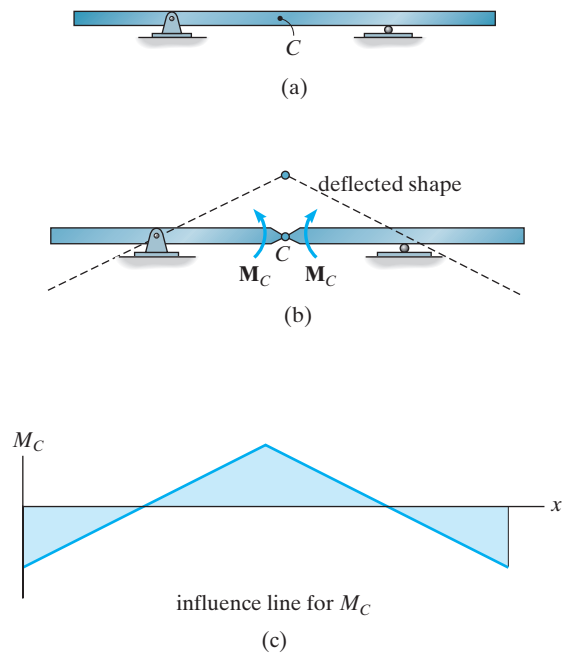 C
(a)
deflected shape
C
M_C M_C
(b)
M_C
x
influence line for M_C
(c)